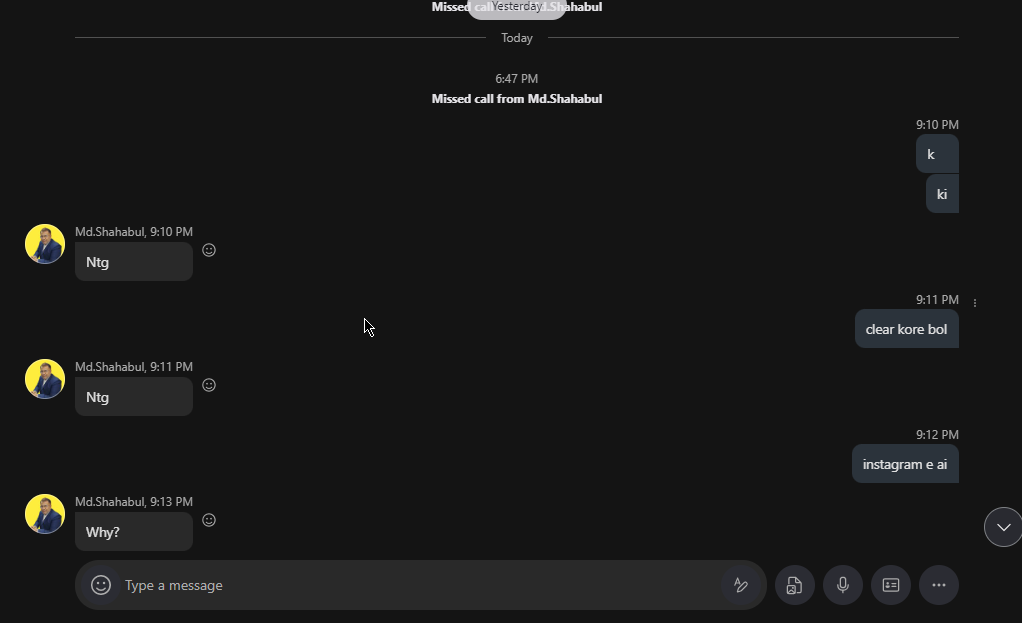 Missed call from Md.Shahabul
Yesterday
Today
6:47 PM
Missed call from Md.Shahabul
9:10 PM
k
ki
Md.Shahabul, 9:10 PM
Ntg
9:11 PM
clear kore bol
Md.Shahabul, 9:11 PM
Ntg
9:12 PM
instagram e ai
Md.Shahabul, 9:13 PM
Why?
Type a message